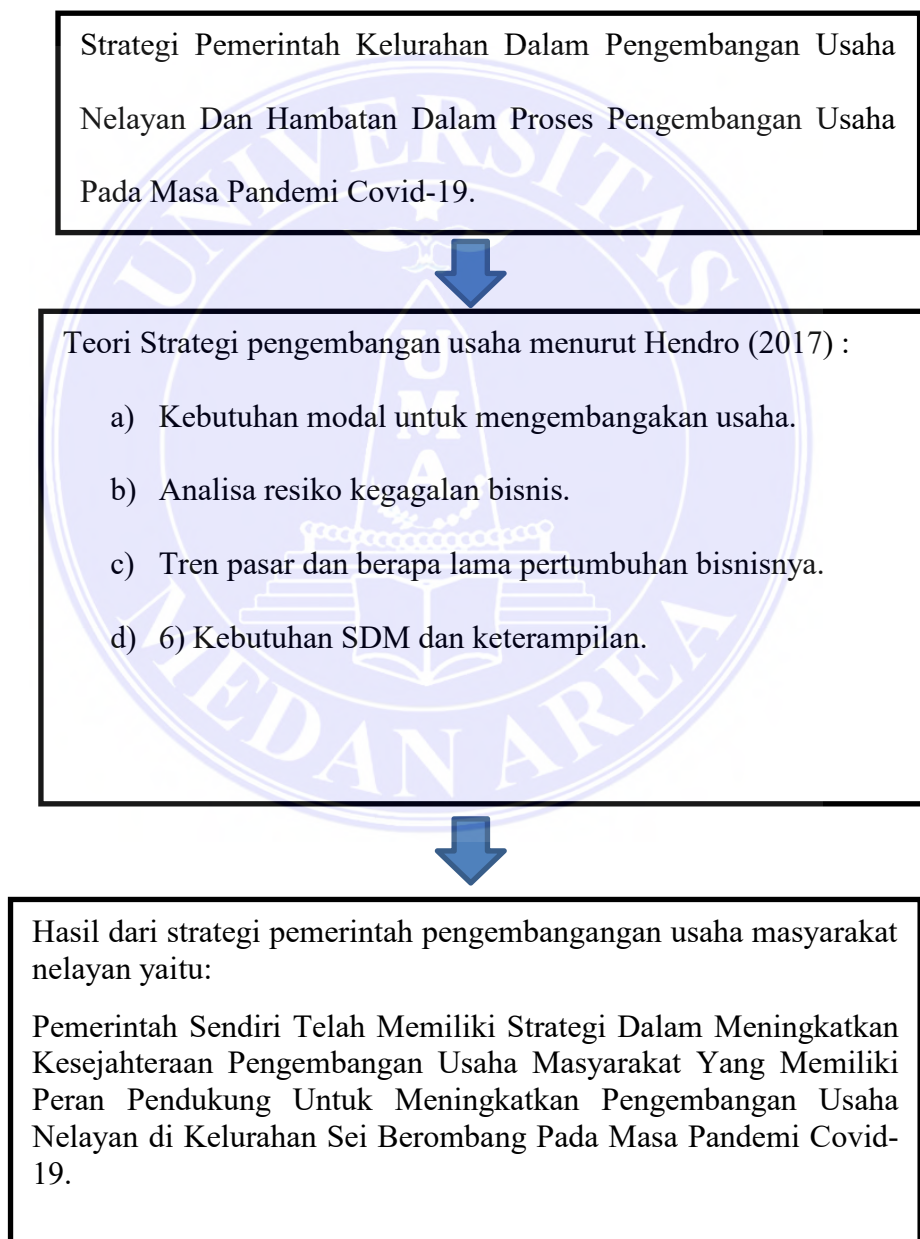 Strategi Pemerintah Kelurahan Dalam Pengembangan Usaha
Nelayan Dan Hambatan Dalam Proses Pengembangan Usaha
Pada Masa Pandemi Covid-19.
Teori Strategi pengembangan usaha menurut Hendro (2017) :
a) Kebutuhan modal untuk mengembagakan usaha.
b) Analisa resiko kegagalan bisnis.
c) Tren pasar dan berapa lama pertumbuhan bisnisnya.
d) 6) Kebutuhan SDM dan keterampilan.
Hasil dari strategi pemerintah pengembangangan usaha masyarakat
nelayan yaitu:
Pemerintah Sendiri Telah Memiliki Strategi Dalam Meningkatkan
Kesejahteraan Pengembangan Usaha Masyarakat Yang Memiliki
Peran Pendukung Untuk Meningkatkan Pengembangan Usaha
Nelayan di Kelurahan Sei Berombang Pada Masa Pandemi Covid-
19.
UNIVERSITAS
MEDAN AREA
U
M
A